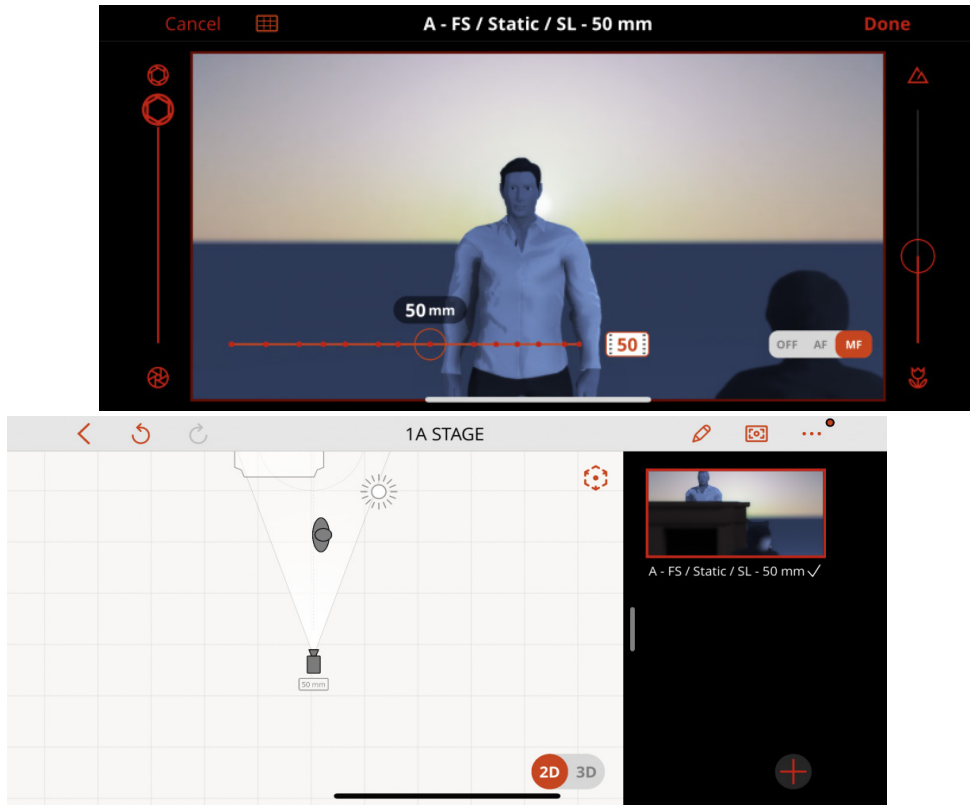 Cancel
A - FS / Static / SL - 50 mm
Done
50 mm
50
OFF AF MF
1A STAGE
A - FS / Static / SL - 50 mm
50 mm
2D 3D